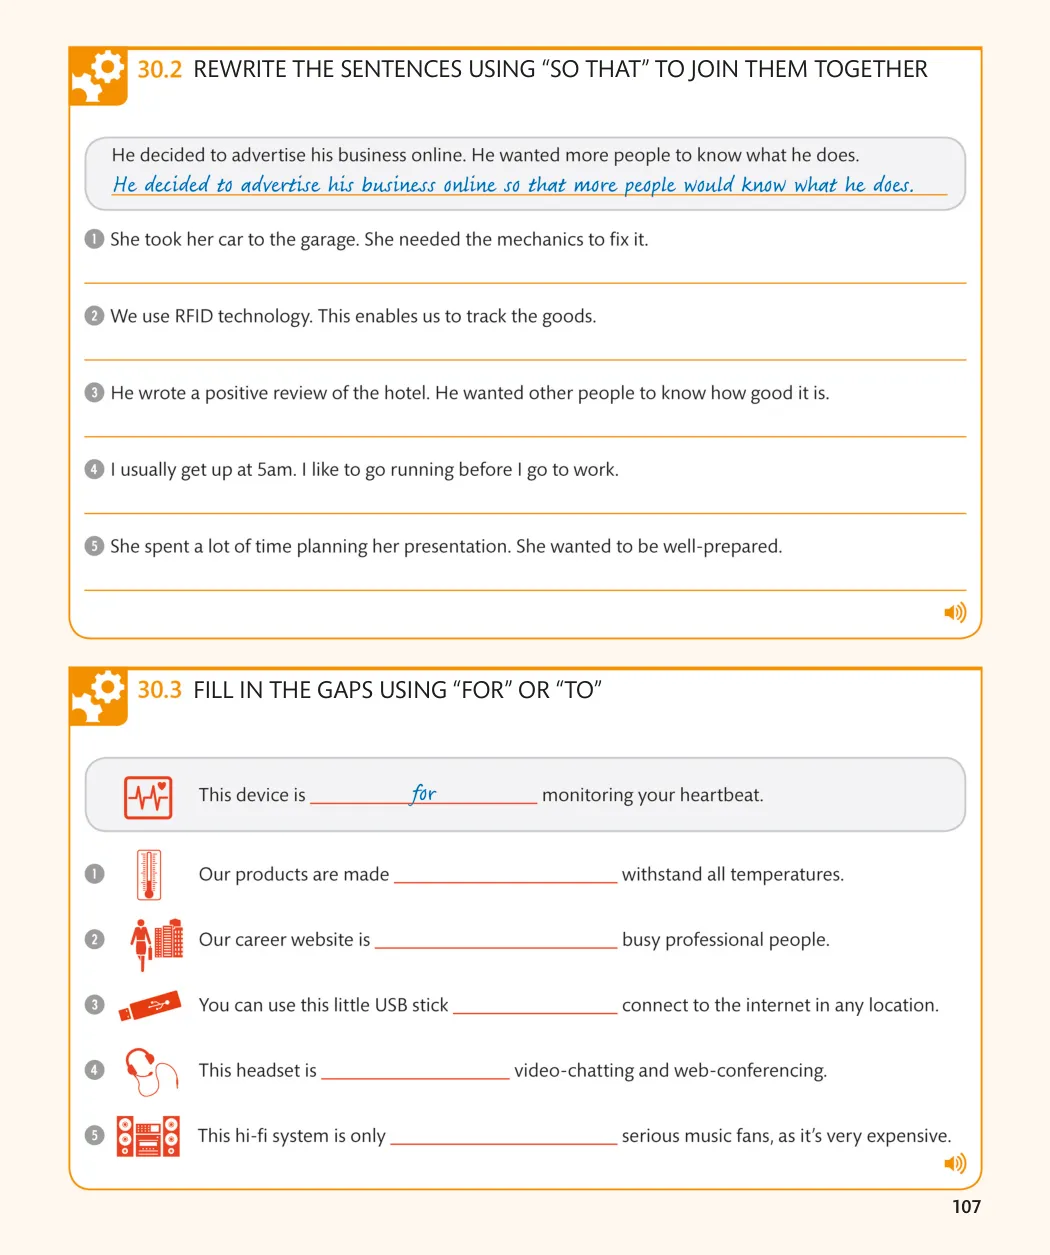 30.2 REWRITE THE SENTENCES USING “SO THAT” TO JOIN THEM TOGETHER
He decided to advertise his business online. He wanted more people to know what he does.
He decided to advertise his business online so that more people would know what he does.
1 She took her car to the garage. She needed the mechanics to fix it.
2 We use RFID technology. This enables us to track the goods.
3 He wrote a positive review of the hotel. He wanted other people to know how good it is.
4 I usually get up at 5am. I like to go running before I go to work.
5 She spent a lot of time planning her presentation. She wanted to be well-prepared.
30.3 FILL IN THE GAPS USING “FOR” OR “TO”
This device is for monitoring your heartbeat.
1 Our products are made withstand all temperatures.
2 Our career website is busy professional people.
3 You can use this little USB stick connect to the internet in any location.
4 This headset is video-chatting and web-conferencing.
5 This hi-fi system is only serious music fans, as it’s very expensive.
107